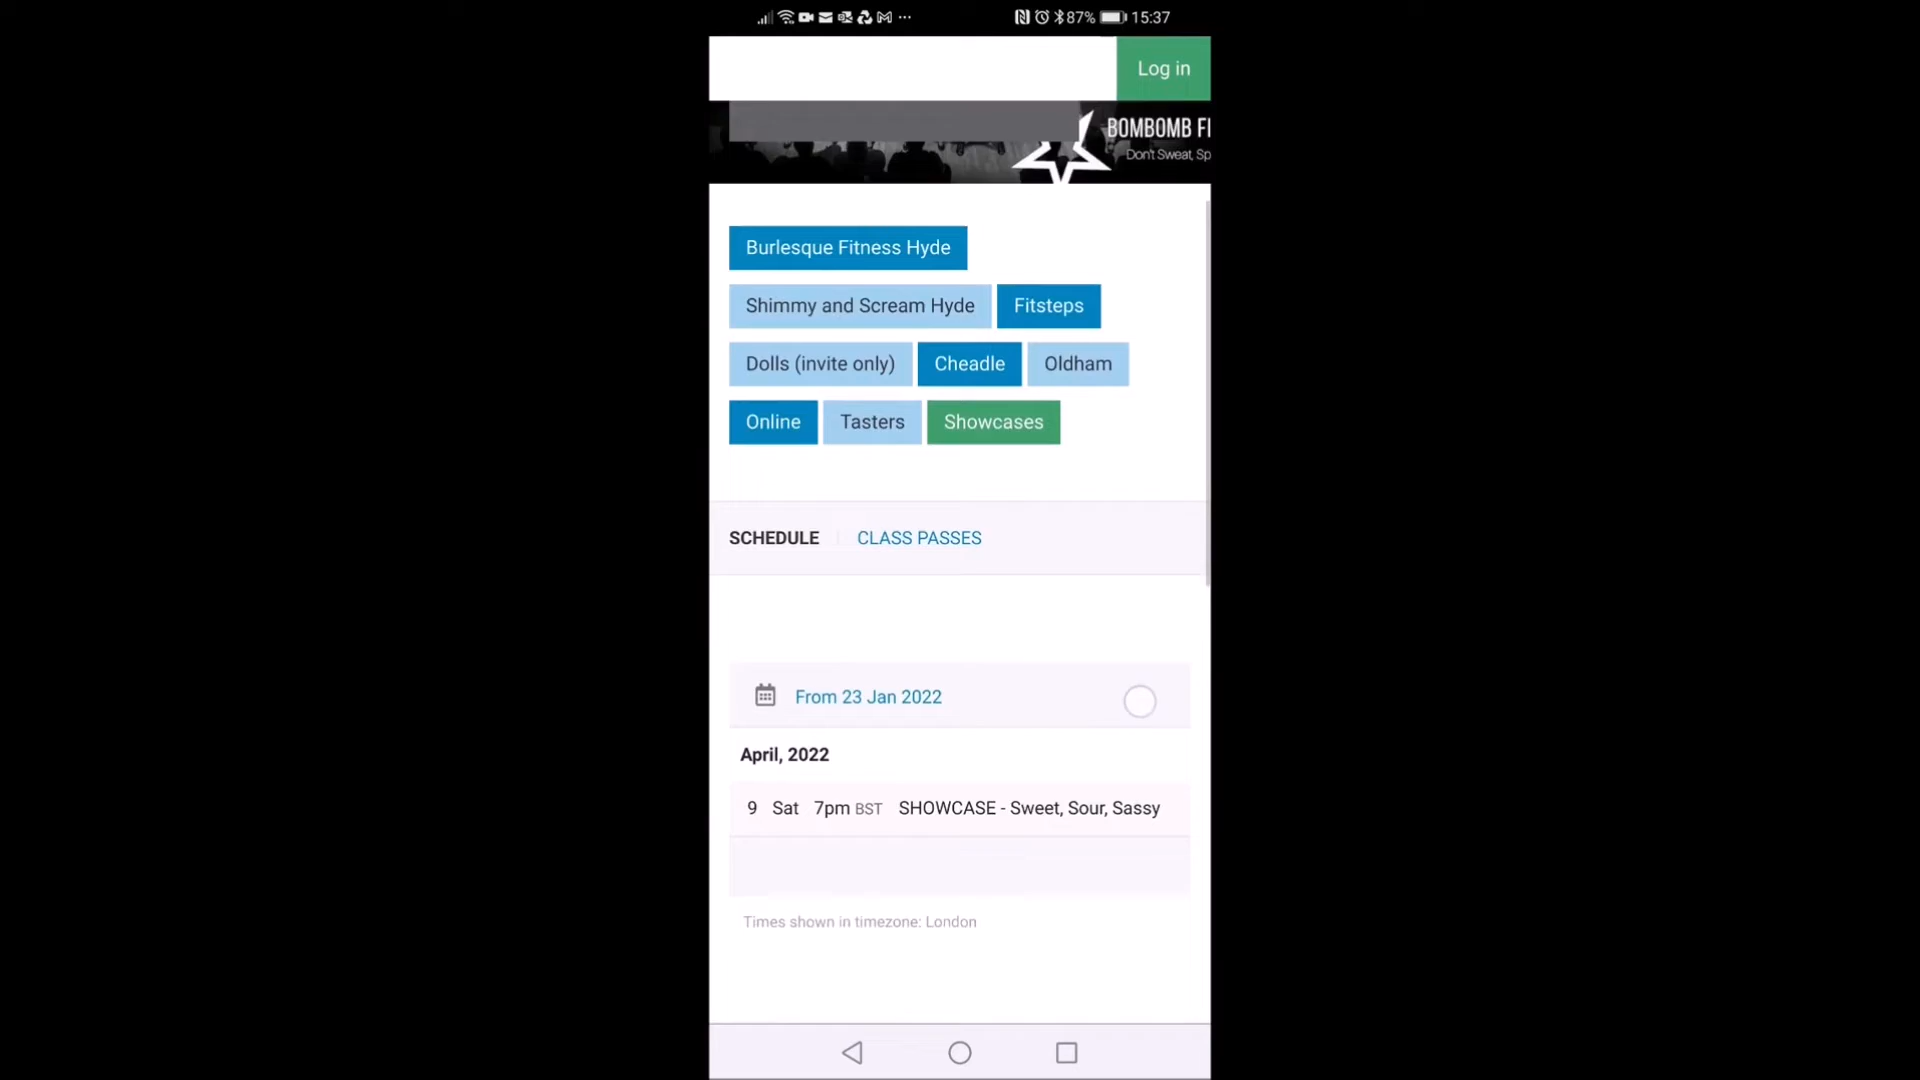 87% 15:37
Log in
BOMBOMB FI
Don't Sweat, Sp
Burlesque Fitness Hyde
Shimmy and Scream Hyde Fitsteps
Dolls (invite only) Cheadle Oldham
Online Tasters Showcases
SCHEDULE CLASS PASSES
From 23 Jan 2022
April, 2022
9 Sat 7pm BST SHOWCASE - Sweet, Sour, Sassy
Times shown in timezone: London